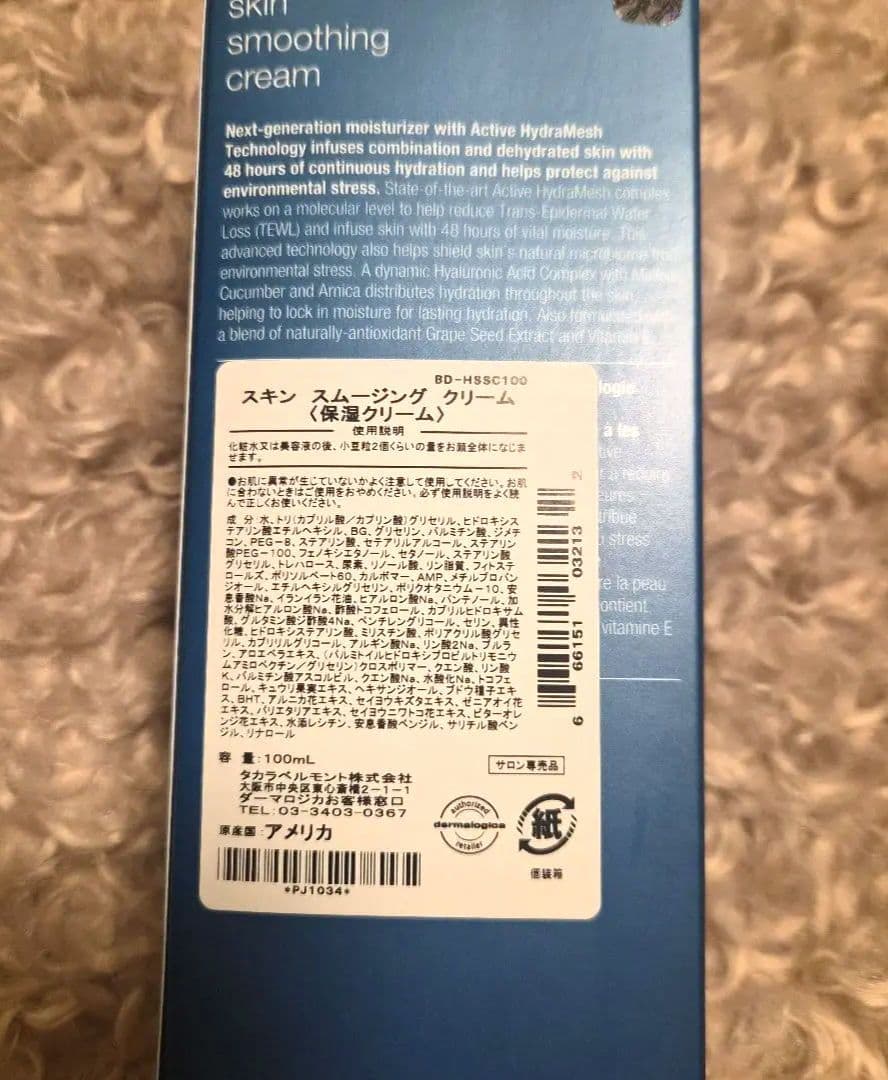 skin
smoothing
cream
Next-generation moisturizer with Active HydraMesh
Technology infuses combination and dehydrated skin with
48 hours of continuous hydration and helps protect against
environmental stress. State-of-the-art Active HydraMesh complex
works on a molecular level to help reduce Trans-Epidermal Water
Loss (TEWL) and infuse skin with 48 hours of vital moisture. This
advanced technology also helps shield skin's natural microbiome from
environmental stress. A dynamic Hyaluronic Acid Complex with
Cucumber and Arnica distributes hydration throughout the skin,
helping to lock in moisture for lasting hydration. Also formulated
a blend of naturally-antioxidant Grape Seed Extract and Vitamin
BD-HSSC100
スキン スムージング クリーム
〈保湿クリーム〉
使用説明
化粧水又は美容液の後、小豆粒2個くらいの量をお顔全体になじま
せます。
●お肌に異常が生じていないかよく注意して使用してください。お肌
に合わないときはご使用をおやめください。必ず使用説明をよく読
んで正しくお使いください。
成 分 水、トリ(カプリル酸/カプリン酸)グリセリル、ヒドロキシス
テアリン酸エチルヘキシル、BG、グリセリン、パルミチン酸、ジメチ
コン、PEG-8、ステアリン酸、セテアリルアルコール、ステアリン
酸PEG-100、フェノキシエタノール、セタノール、ステアリン酸
グリセリル、トレハロース、尿素、リノール酸、リン脂質、フィトステ
ロールズ、ポリソルベート60、カルボマー、AMP、メチルプロパン
ジオール、エチルヘキシルグリセリン、ポリクオタニウム-10、安
息香酸Na、イランイラン花油、ヒアルロン酸Na、パンテノール、加
水分解ヒアルロン酸Na、酢酸トコフェロール、カプリルヒドロキサム
酸、グルタミン酸ジ酢酸4Na、ペンチレングリコール、セリン、異性
化糖、ヒドロキシステアリン酸、ミリスチン酸、ポリアクリル酸グリセ
リル、カプリリルグリコール、アルギン酸Na、リン酸2Na、プルラ
ン、アロエベラエキス、(パルミトイルヒドロキシプロピルトリモニウ
ムアミロペクチン/グリセリン)クロスポリマー、クエン酸、リン酸
K、パルミチン酸アスコルビル、クエン酸Na、水酸化Na、トコフェ
ロール、キュウリ果実エキス、ヘキサンジオール、ブドウ種子エキ
ス、BHT、アルニカ花エキス、セイヨウキズタエキス、ゼニアオイ花
エキス、パリエタリアエキス、セイヨウニワトコ花エキス、ビターオレ
ンジ花エキス、水添レシチン、安息香酸ベンジル、サリチル酸ベン
ジル、リナロール
容 量：100mL
サロン専売品
タカラベルモント株式会社
大阪市中央区東心斎橋2-1-1
ダーマロジカお客様窓口
TEL:03-3403-0367
原産国：アメリカ
*PJ1034*
authorized
dermalogica
retailer
紙
個装箱
6 66151 03213 2
à les
a requiru
tribue
stress
re la peau
contient
vitamine E